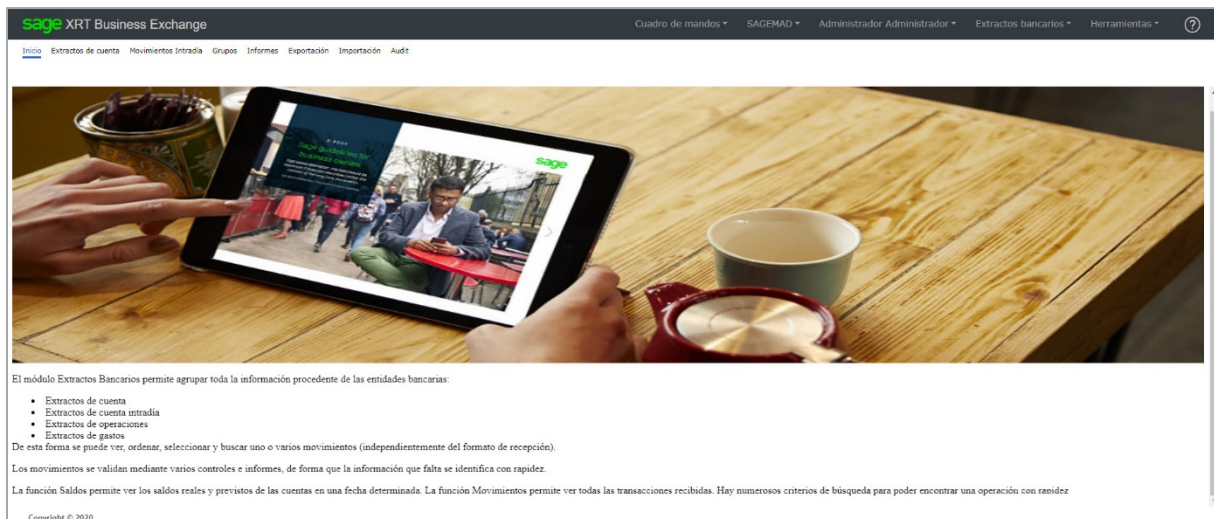 sage XRT Business Exchange
Cuadro de mandos SAGEMAD Administrador Administrador Extractos bancarios Herramientas ?
Inicio Extractos de cuenta Movimientos Intradía Grupos Informes Exportación Importación Audit
E-BOOK
Sage guidelines for
business owners
sage
El módulo Extractos Bancarios permite agrupar toda la información procedente de las entidades bancarias:
Extractos de cuenta
Extractos de cuenta intradía
Extractos de operaciones
Extractos de gastos
De esta forma se puede ver, ordenar, seleccionar y buscar uno o varios movimientos (independientemente del formato de recepción).
Los movimientos se validan mediante varios controles e informes, de forma que la información que falta se identifica con rapidez.
La función Saldos permite ver los saldos reales y previstos de las cuentas en una fecha determinada. La función Movimientos permite ver todas las transacciones recibidas. Hay numerosos criterios de búsqueda para poder encontrar una operación con rapidez
Copyright © 2020